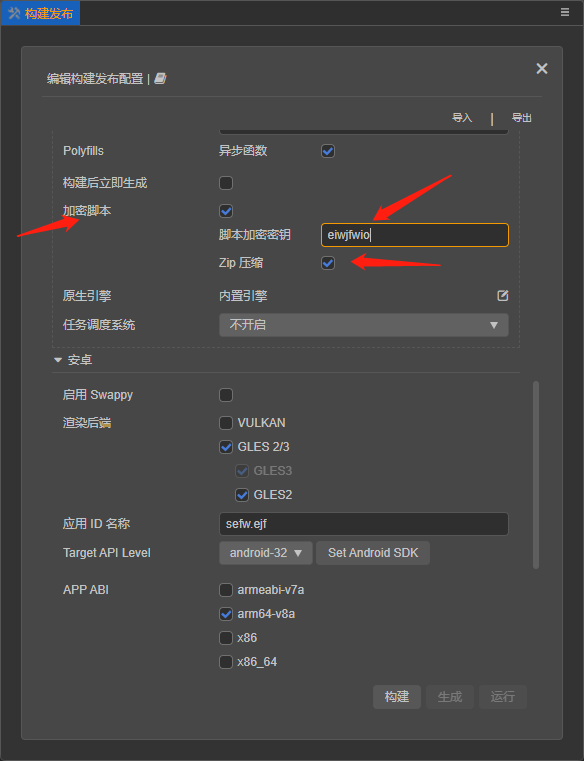 构建发布
编辑构建发布配置 |
导入 | 导出
Polyfills 异步函数
构建后立即生成
加密脚本
脚本加密密钥 eiwjfwio
Zip 压缩
原生引擎 内置引擎
任务调度系统 不开启
安卓
启用 Swappy
渲染后端 VULKAN
GLES 2/3
GLES3
GLES2
应用 ID 名称 sefw.ejf
Target API Level android-32 Set Android SDK
APP ABI armeabi-v7a
arm64-v8a
x86
x86_64
构建 生成 运行